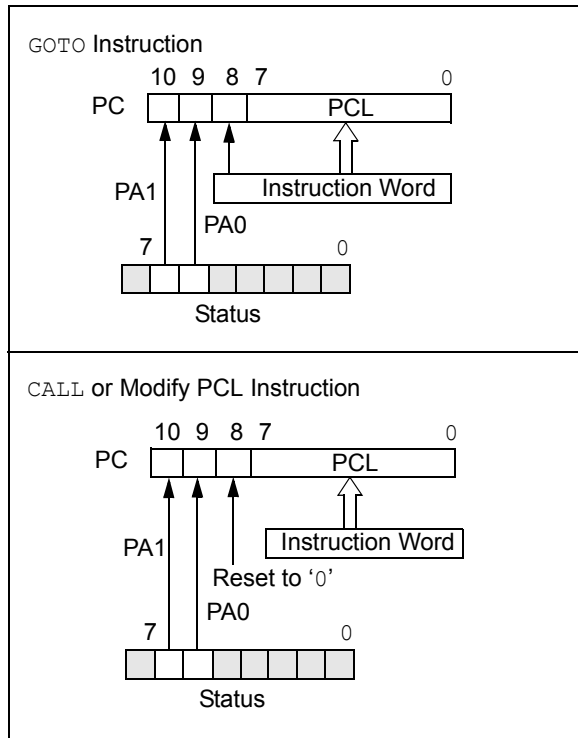 GOTO Instruction
10 9 8 7 0
PC PCL
Instruction Word
PA1
PA0
7 0
Status
CALL or Modify PCL Instruction
10 9 8 7 0
PC PCL
Instruction Word
PA1
Reset to ‘0’
PA0
7 0
Status